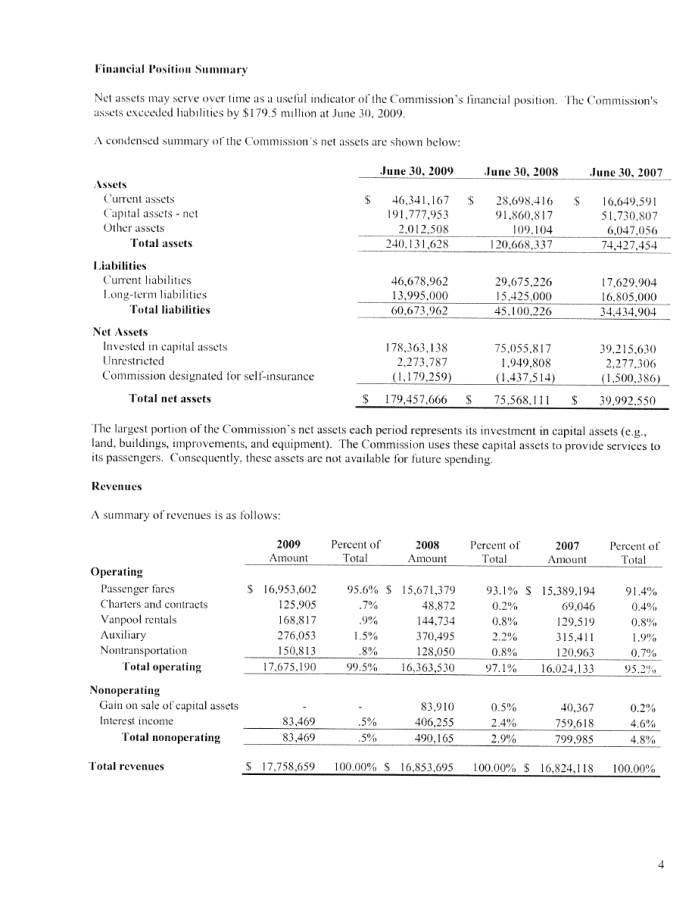 Financial Position Summary
Net assets may serve over time as a useful indicator of the Commission's financial position. The Commission's
assets exceeded liabilities by $179.5 million at June 30, 2009.
A condensed summary of the Commission's net assets are shown below:
June 30, 2009 June 30, 2008 June 30, 2007
Assets
Current assets $ 46,341,167 $ 28,698,416 $ 16,649,591
Capital assets - net 191,777,953 91,860,817 51,730,807
Other assets 2,012,508 109,104 6,047,056
Total assets 240,131,628 120,668,337 74,427,454
Liabilities
Current liabilities 46,678,962 29,675,226 17,629,904
Long-term liabilities 13,995,000 15,425,000 16,805,000
Total liabilities 60,673,962 45,100,226 34,434,904
Net Assets
Invested in capital assets 178,363,138 75,055,817 39,215,630
Unrestricted 2,273,787 1,949,808 2,277,306
Commission designated for self-insurance (1,179,259) (1,437,514) (1,500,386)
Total net assets $ 179,457,666 $ 75,568,111 $ 39,992,550
The largest portion of the Commission's net assets each period represents its investment in capital assets (e.g.,
land, buildings, improvements, and equipment). The Commission uses these capital assets to provide services to
its passengers. Consequently, these assets are not available for future spending.
Revenues
A summary of revenues is as follows:
2009 Percent of 2008 Percent of 2007 Percent of
Amount Total Amount Total Amount Total
Operating
Passenger fares $ 16,953,602 95.6% $ 15,671,379 93.1% $ 15,389,194 91.4%
Charters and contracts 125,905 .7% 48,872 0.2% 69,046 0.4%
Vanpool rentals 168,817 .9% 144,734 0.8% 129,519 0.8%
Auxiliary 276,053 1.5% 370,495 2.2% 315,411 1.9%
Nontransportation 150,813 .8% 128,050 0.8% 120,963 0.7%
Total operating 17,675,190 99.5% 16,363,530 97.1% 16,024,133 95.2%
Nonoperating
Gain on sale of capital assets - - 83,910 0.5% 40,367 0.2%
Interest income 83,469 .5% 406,255 2.4% 759,618 4.6%
Total nonoperating 83,469 .5% 490,165 2.9% 799,985 4.8%
Total revenues $ 17,758,659 100.00% $ 16,853,695 100.00% $ 16,824,118 100.00%
4